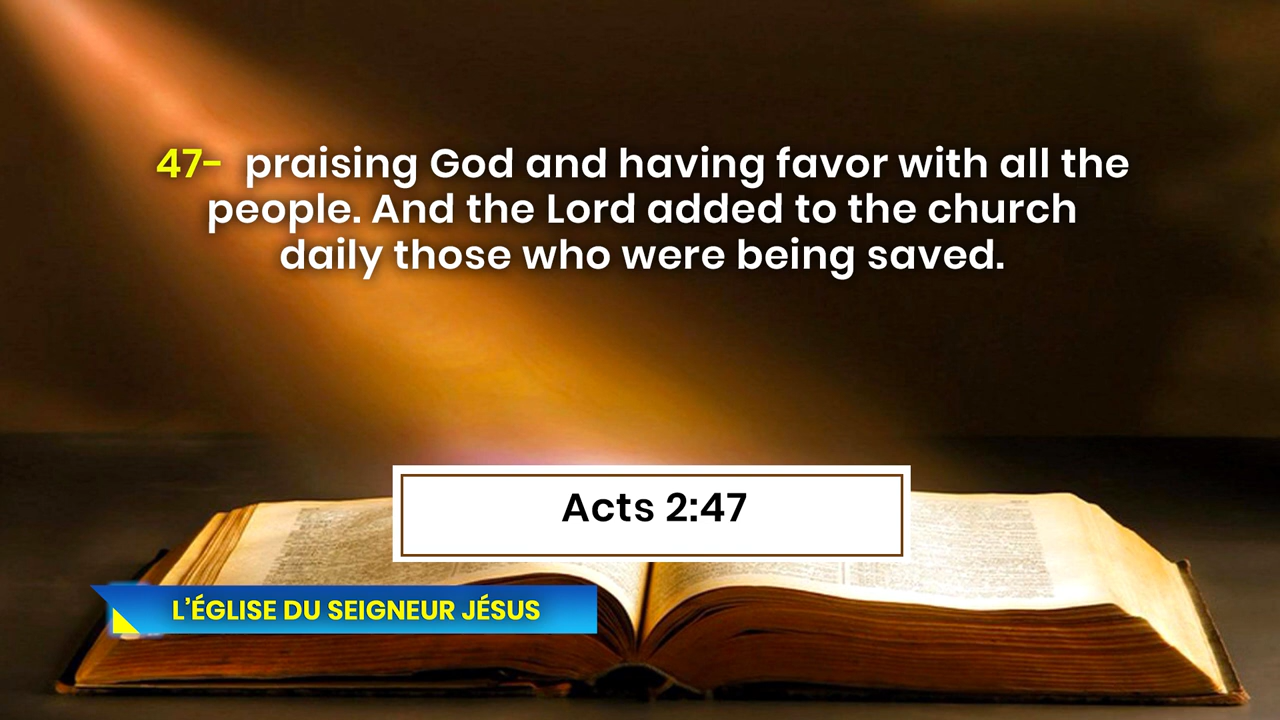 47- praising God and having favor with all the
people. And the Lord added to the church
daily those who were being saved.
Acts 2:47
L'ÉGLISE DU SEIGNEUR JÉSUS